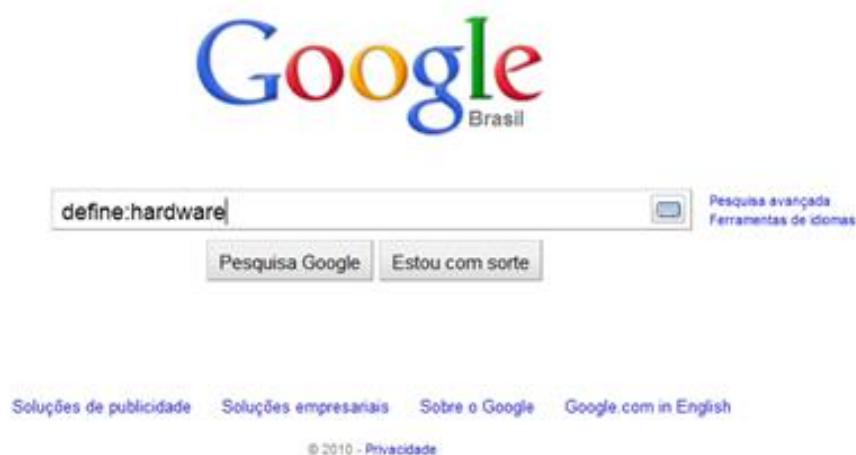 Google
Brasil
define:hardware
Pesquisa avançada
Ferramentas de idiomas
Pesquisa Google
Estou com sorte
Soluções de publicidade
Soluções empresariais
Sobre o Google
Google.com in English
© 2010 - Privacidade